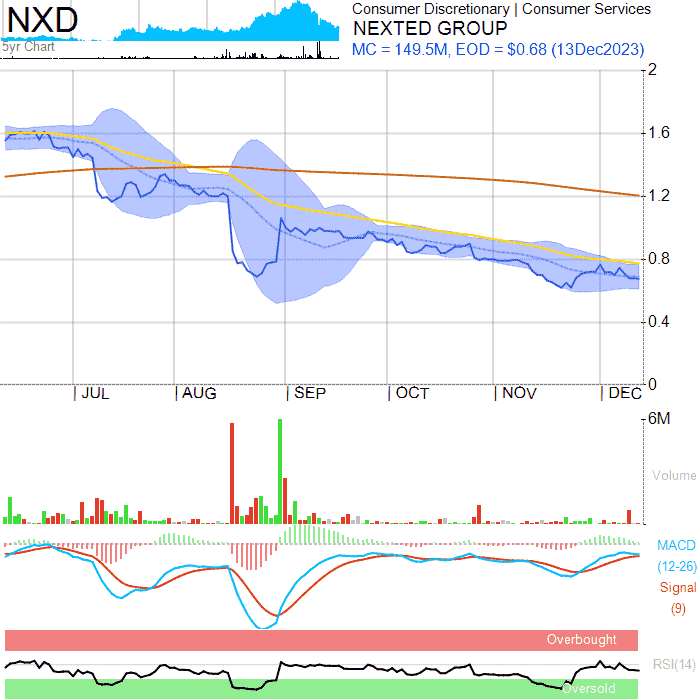 NXD
5yr Chart
Consumer Discretionary | Consumer Services
NEXTED GROUP
MC = 149.5M, EOD = $0.68 (13Dec2023)
2
1.6
1.2
0.8
0.4
0
| JUL | AUG | SEP | OCT | NOV | DEC
6M
Volume
MACD
(12-26)
Signal
(9)
Overbought
RSI(14)
Oversold